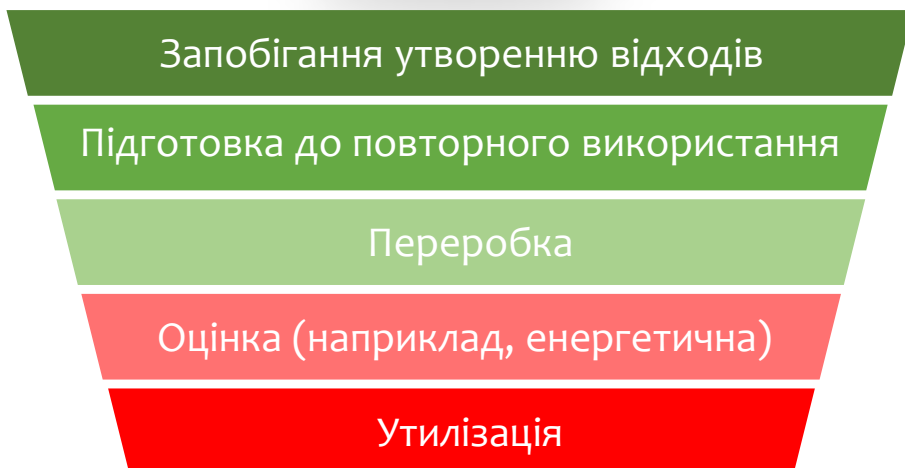 Запобігання утворенню відходів
Підготовка до повторного використання
Переробка
Оцінка (наприклад, енергетична)
Утилізація